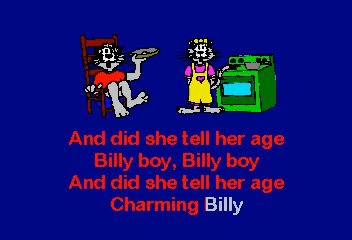 And did she tell her age
Billy boy, Billy boy
And did she tell her age
Charming Billy